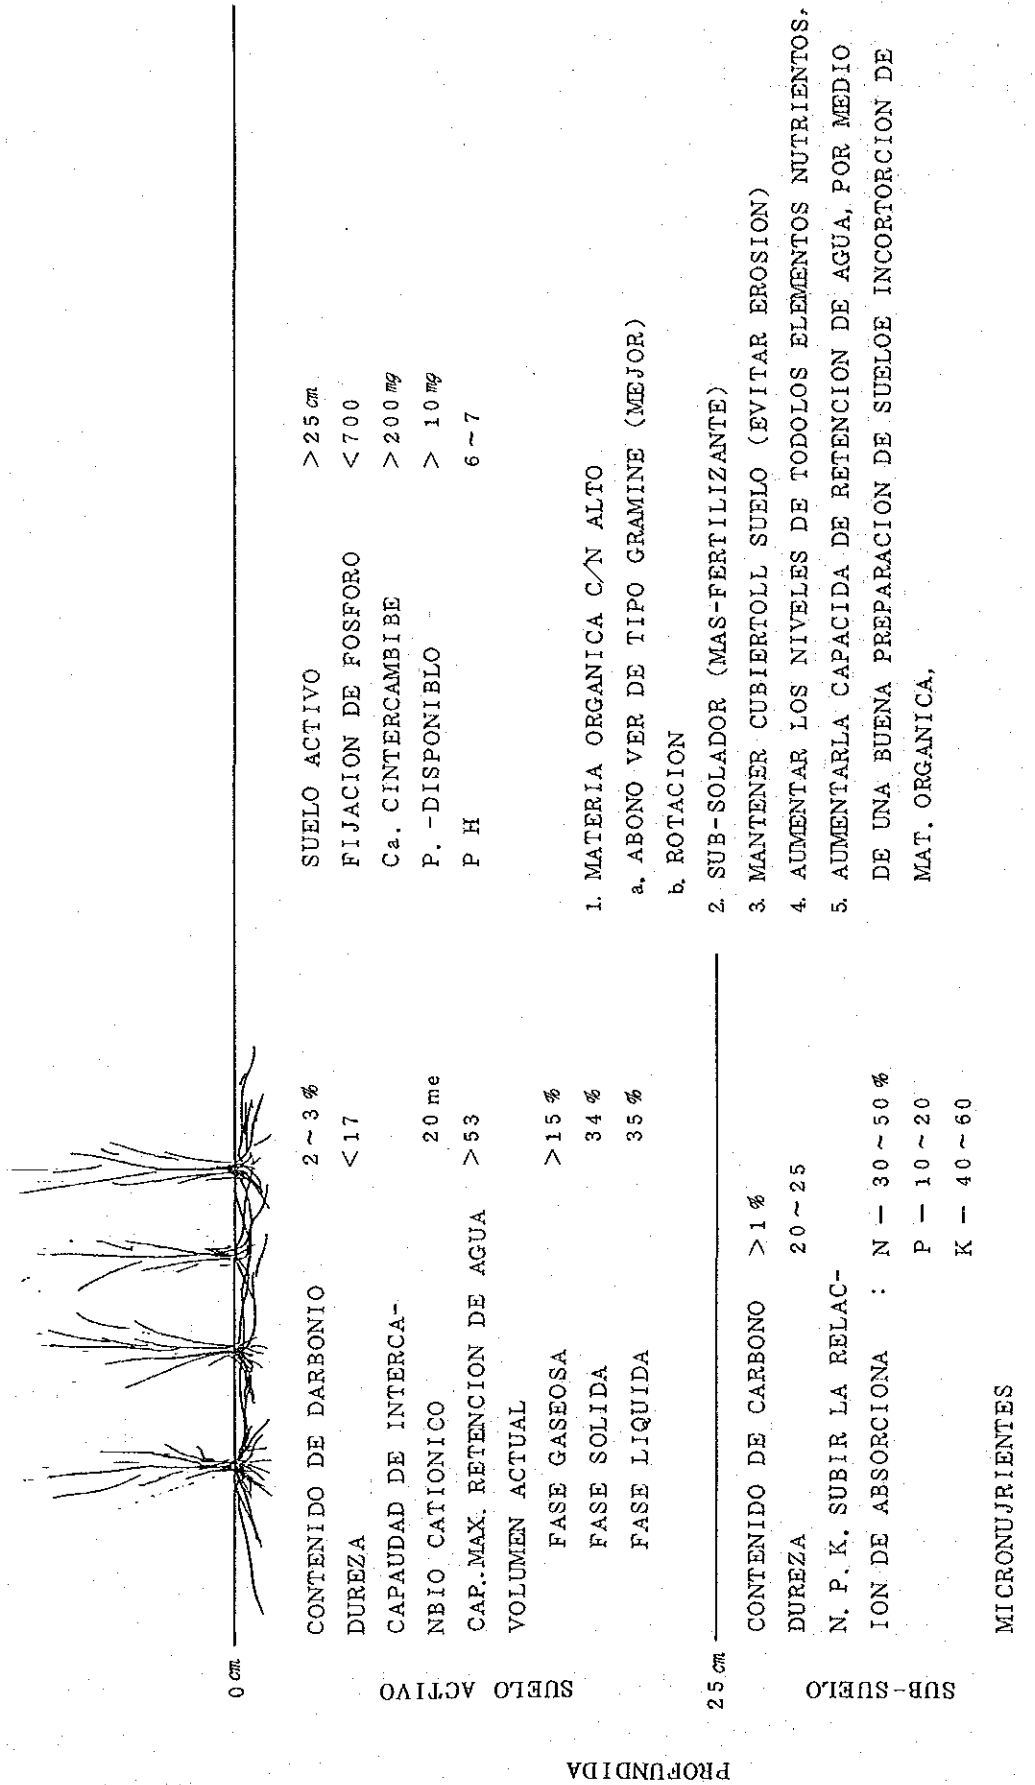 0 cm
PROFUNDIDA
SUELO ACTIVO
CONTENIDO DE DARBONIO 2~3%
DUREZA <17
CAPAUDAD DE INTERCA-
NBIO CATIONICO 20 me
CAP..MAX. RETENCION DE AGUA >53
VOLUMEN ACTUAL
FASE GASEOSA >15%
FASE SOLIDA 34%
FASE LIQUIDA 35%
SUELO ACTIVO >25 cm
FIJACION DE FOSFORO <700
Ca. CINTERCAMBIBE >200 mg
P. -DISPONIBLO > 10 mg
P H 6~7
25 cm
SUB-SUELO
CONTENIDO DE CARBONO >1%
DUREZA 20~25
N. P. K. SUBIR LA RELAC-
ION DE ABSORCIONA : N - 30~50%
P - 10~20
K - 40~60
MICRONUJRIENTES
1. MATERIA ORGANICA C/N ALTO
a. ABONO VER DE TIPO GRAMINE (MEJOR)
b. ROTACION
2. SUB-SOLADOR (MAS-FERTILIZANTE)
3. MANTENER CUBIERTOLL SUELO (EVITAR EROSION)
4. AUMENTAR LOS NIVELES DE TODOLOS ELEMENTOS NUTRIENTOS,
5. AUMENTARLA CAPACIDA DE RETENCION DE AGUA, POR MEDIO
DE UNA BUENA PREPARACION DE SUELOE INCORTORCION DE
MAT. ORGANICA,